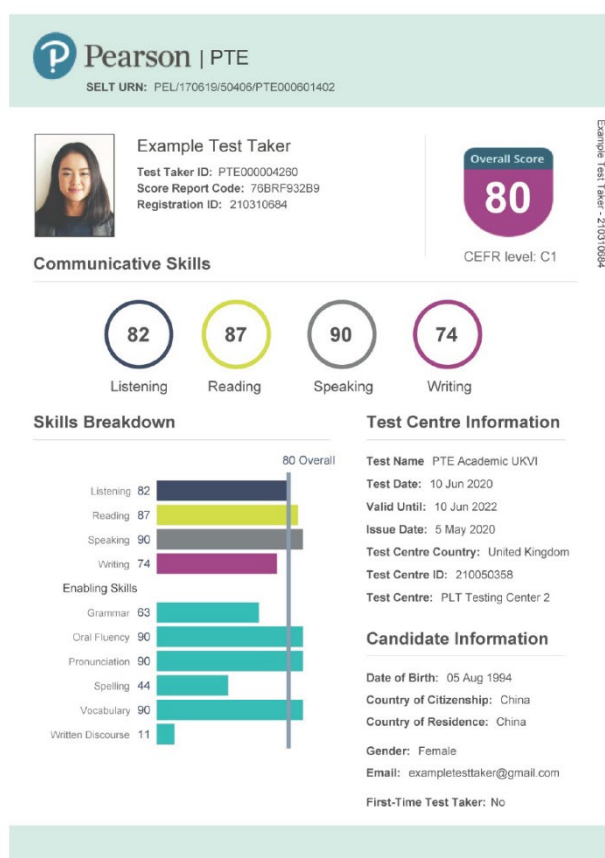 Pearson | PTE
SELT URN: PEL/170619/50406/PTE000601402
Example Test Taker - 210310684
Example Test Taker
Test Taker ID: PTE000004260
Score Report Code: 76BRF932B9
Registration ID: 210310684
Overall Score
80
CEFR level: C1
Communicative Skills
82
Listening
87
Reading
90
Speaking
74
Writing
Skills Breakdown
80 Overall
Listening 82
Reading 87
Speaking 90
Writing 74
Enabling Skills
Grammar 63
Oral Fluency 90
Pronunciation 90
Spelling 44
Vocabulary 90
Written Discourse 11
Test Centre Information
Test Name PTE Academic UKVI
Test Date: 10 Jun 2020
Valid Until: 10 Jun 2022
Issue Date: 5 May 2020
Test Centre Country: United Kingdom
Test Centre ID: 210050358
Test Centre: PLT Testing Center 2
Candidate Information
Date of Birth: 05 Aug 1994
Country of Citizenship: China
Country of Residence: China
Gender: Female
Email: exampletesttaker@gmail.com
First-Time Test Taker: No